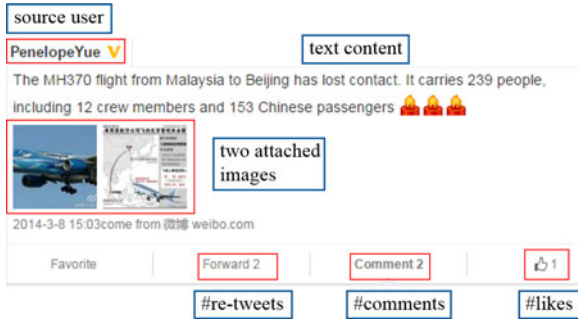 source user
PenelopeYue
text content
The MH370 flight from Malaysia to Beijing has lost contact. It carries 239 people,
including 12 crew members and 153 Chinese passengers
two attached
images
2014-3-8 15:03come from 微博 weibo.com
Favorite
Forward 2
Comment 2
1
#re-tweets
#comments
#likes